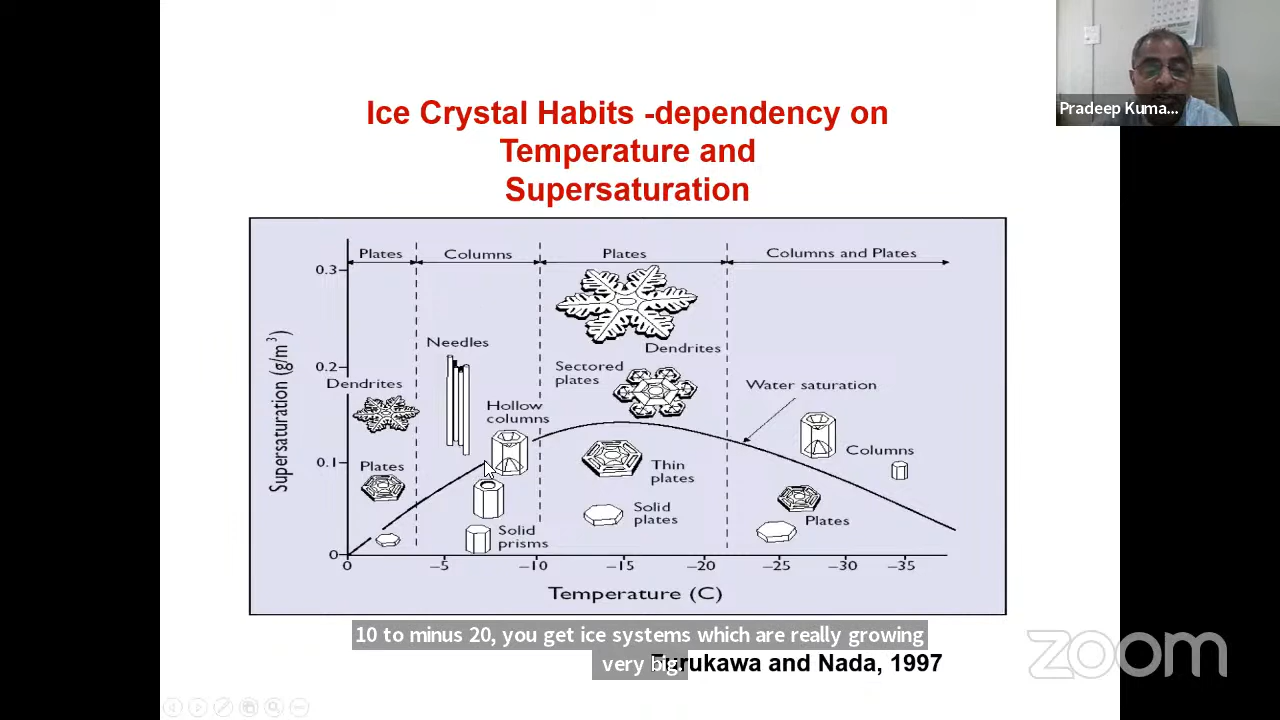 Pradeep Kuma...
Ice Crystal Habits -dependency on
Temperature and
Supersaturation
Plates
Columns
Plates
Columns and Plates
0.3
Needles
Dendrites
0.2
Sectored
plates
Water saturation
Dendrites
Hollow
columns
Columns
0.1
Plates
Thin
plates
Solid
plates
Plates
Solid
prisms
0
Supersaturation (g/m³)
0
−5
−10
−15
−20
−25
−30
−35
Temperature (C)
10 to minus 20, you get ice systems which are really growing
very big.
Furukawa and Nada, 1997
zoom